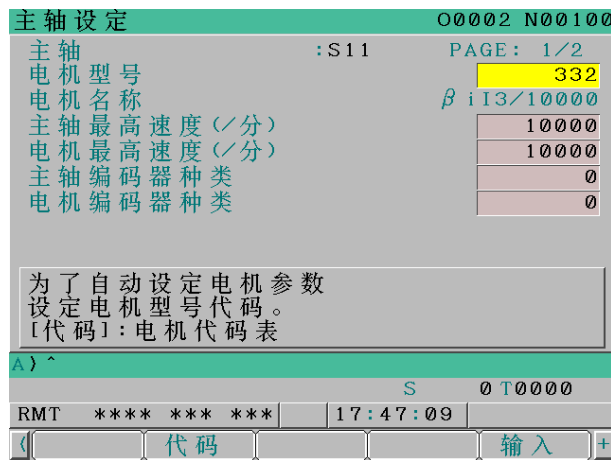 主轴设定 O0002 N00100
主轴 :S11 PAGE: 1/2
电机型号 332
电机名称 βiI3/10000
主轴最高速度(/分) 10000
电机最高速度(/分) 10000
主轴编码器种类 0
电机编码器种类 0
为了自动设定电机参数
设定电机型号代码。
[代码]:电机代码表
A) ^
S 0 T0000
RMT **** *** *** 17:47:09
( 代码 输入 +